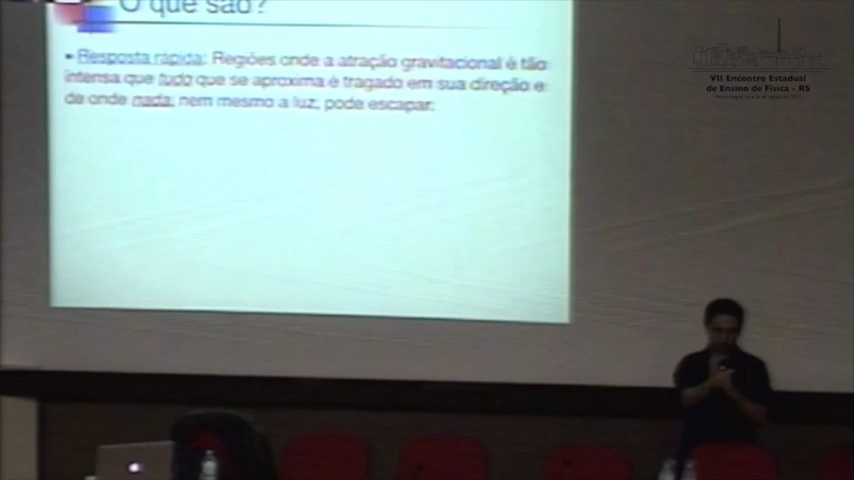 O que são?
• Resposta rápida: Regiões onde a atração gravitacional é tão
intensa que tudo que se aproxima é tragado em sua direção e
de onde nada, nem mesmo a luz, pode escapar.
VII Encontro Estadual
de Ensino de Física - RS